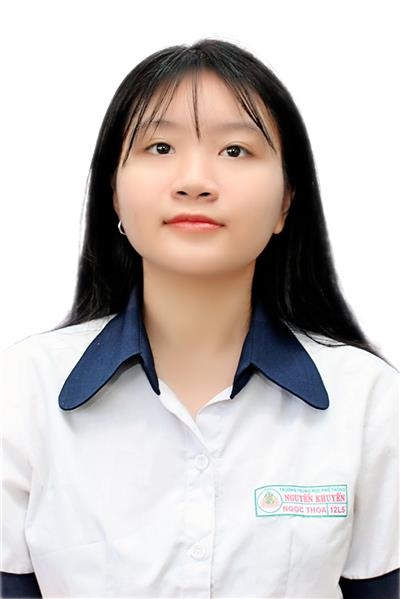 TRƯỜNG TRUNG HỌC PHỔ THÔNG
NGUYỄN KHUYẾN
NGỌC THOA 12L5